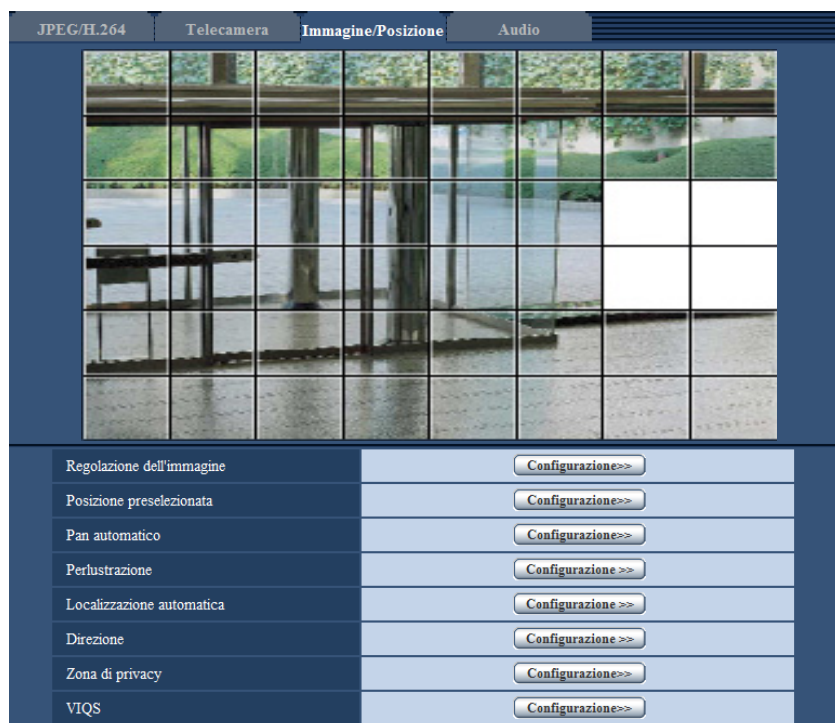 JPEG/H.264 Telecamera Immagine/Posizione Audio
Regolazione dell'immagine Configurazione>>
Posizione preselezionata Configurazione>>
Pan automatico Configurazione>>
Perlustrazione Configurazione >>
Localizzazione automatica Configurazione >>
Direzione Configurazione >>
Zona di privacy Configurazione>>
VIQS Configurazione>>